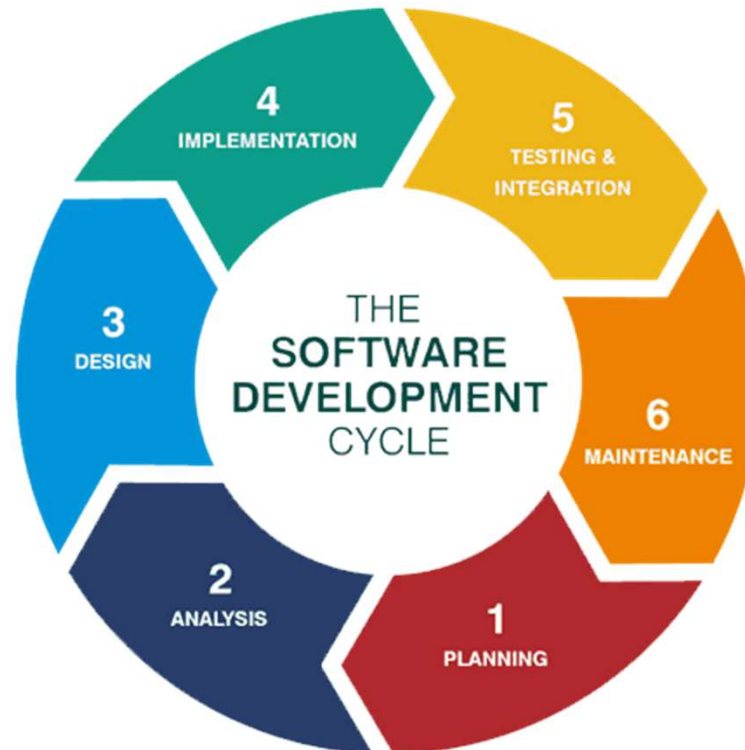 THE
SOFTWARE
DEVELOPMENT
CYCLE
1
PLANNING
2
ANALYSIS
3
DESIGN
4
IMPLEMENTATION
5
TESTING &
INTEGRATION
6
MAINTENANCE